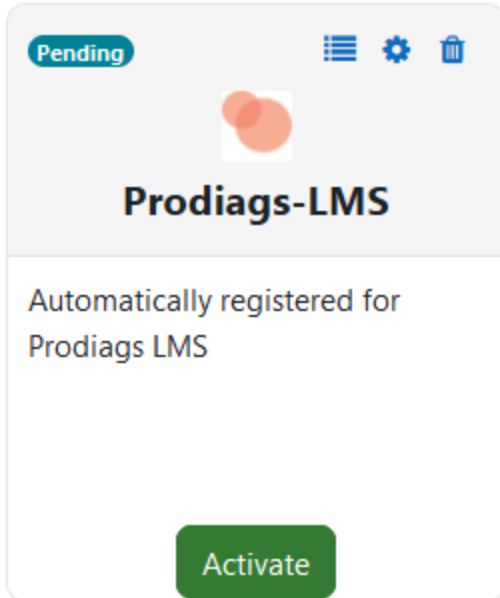 Pending
Prodiags-LMS
Automatically registered for
Prodiags LMS
Activate